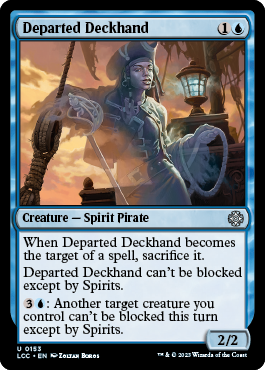 Departed Deckhand 1
Creature — Spirit Pirate
When Departed Deckhand becomes
the target of a spell, sacrifice it.
Departed Deckhand can't be blocked
except by Spirits.
3 : Another target creature you
control can't be blocked this turn
except by Spirits.
2/2
U 0153
LCC • EN Zoltan Boros
™ & © 2023 Wizards of the Coast